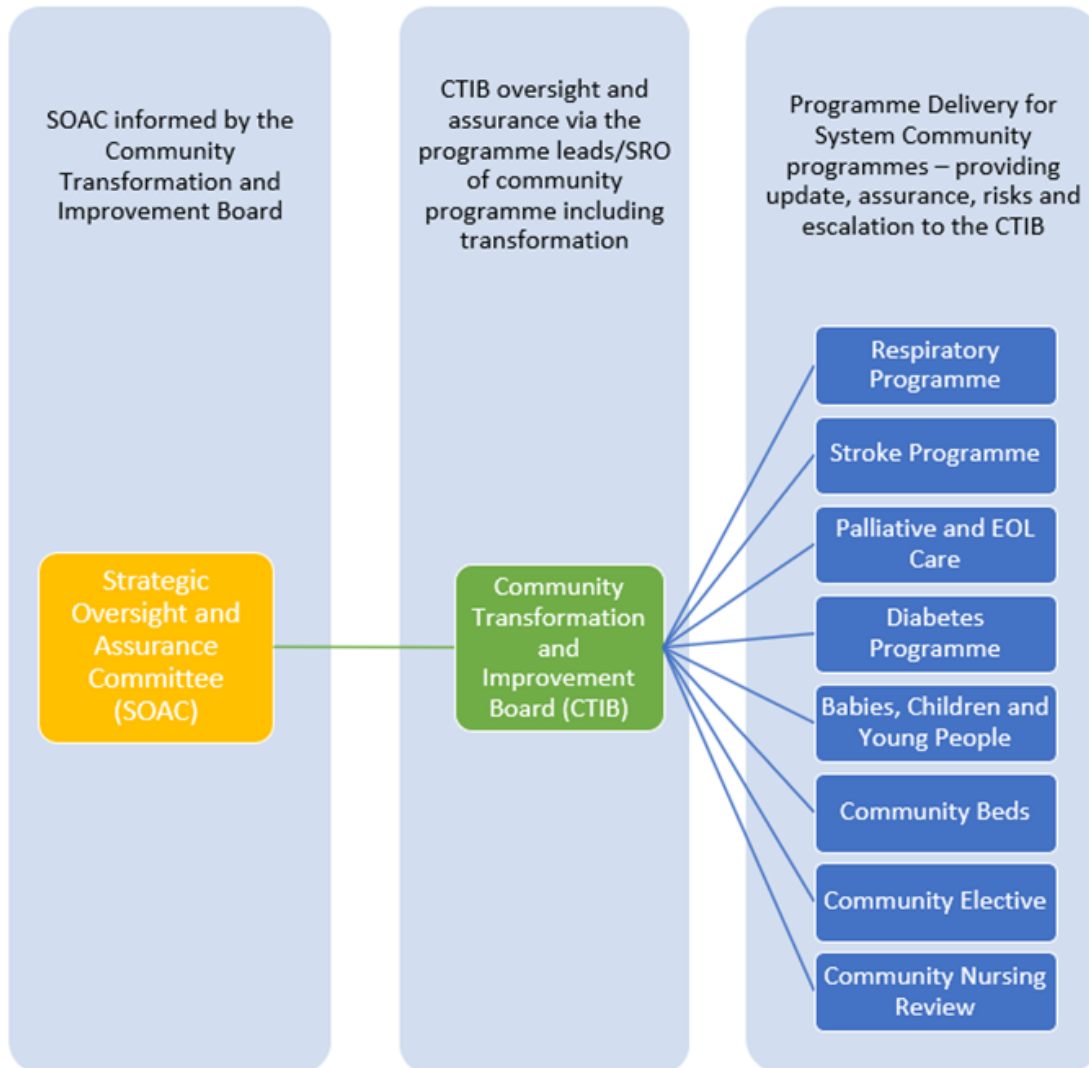 SOAC informed by the
Community
Transformation and
Improvement Board
CTIB oversight and
assurance via the
programme leads/SRO
of community
programme including
transformation
Programme Delivery for
System Community
programmes – providing
update, assurance, risks and
escalation to the CTIB
Strategic
Oversight and
Assurance
Committee
(SOAC)
Community
Transformation
and
Improvement
Board (CTIB)
Respiratory
Programme
Stroke Programme
Palliative and EOL
Care
Diabetes
Programme
Babies, Children and
Young People
Community Beds
Community Elective
Community Nursing
Review